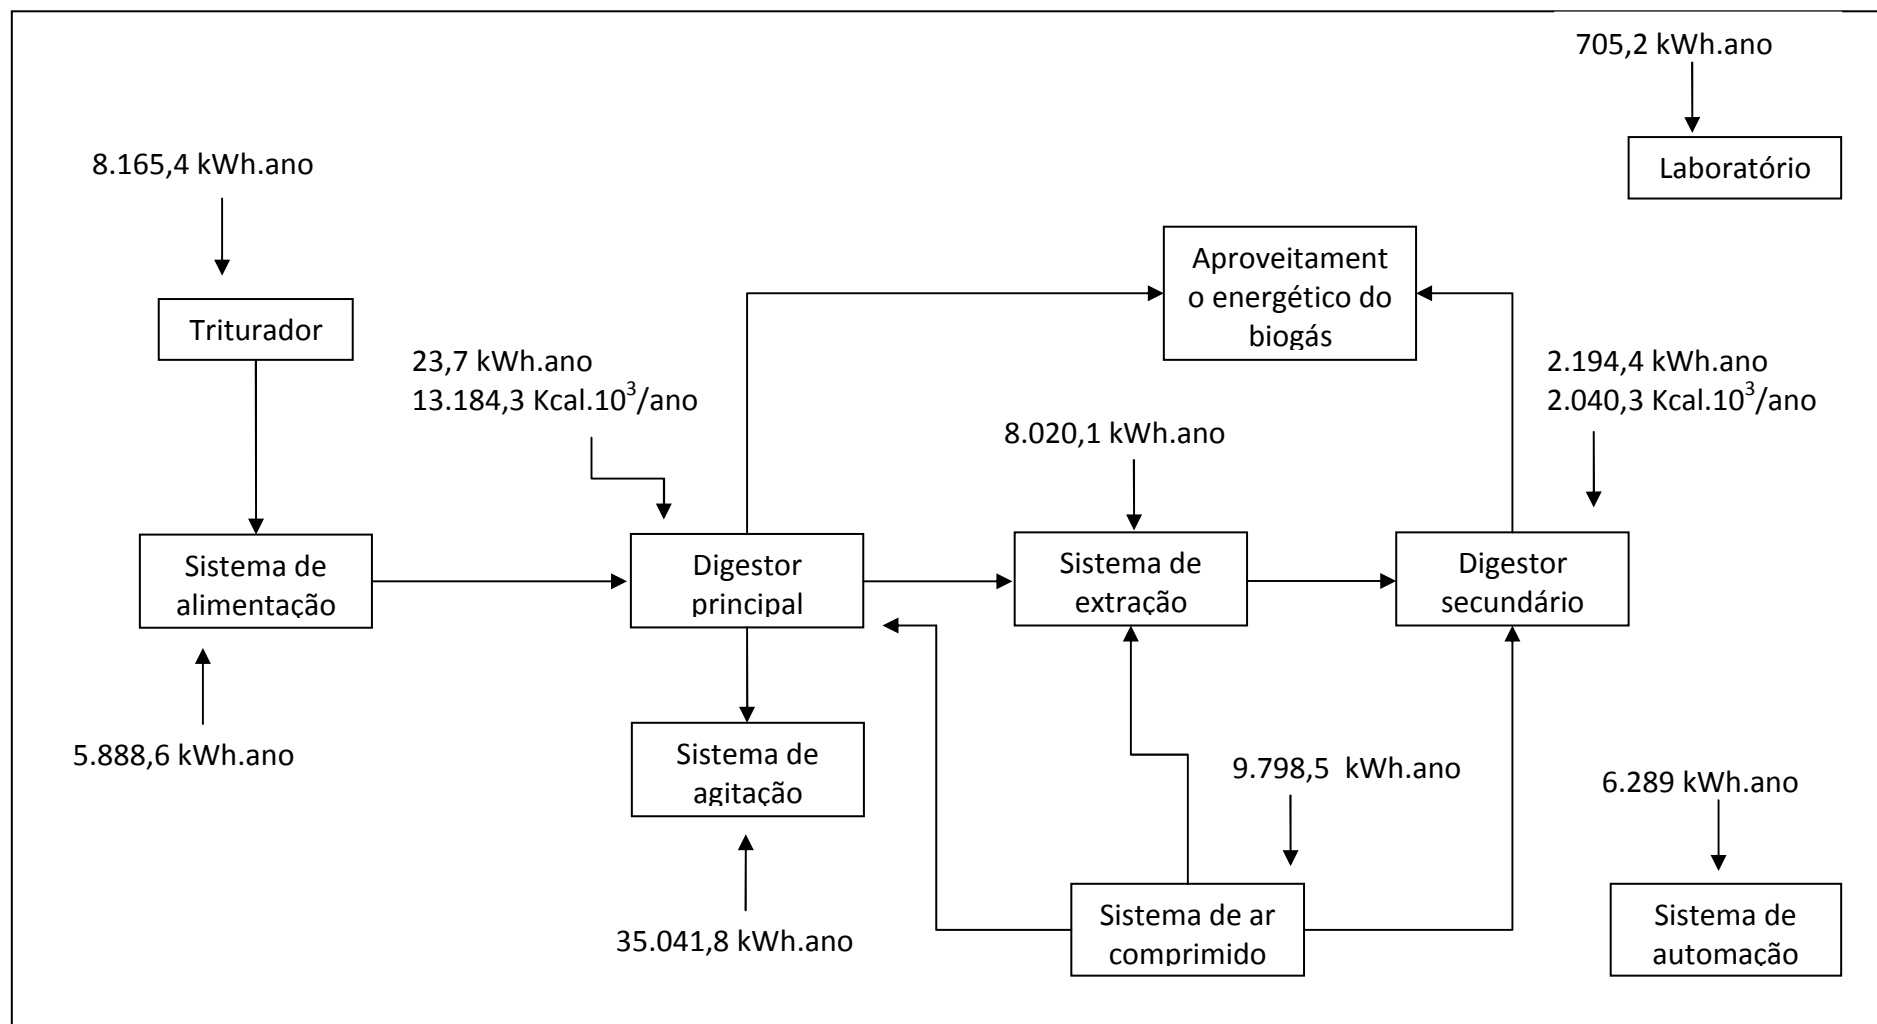 705,2 kWh.ano
Laboratório
8.165,4 kWh.ano
Triturador
Aproveitament
o energético do
biogás
23,7 kWh.ano
13.184,3 Kcal.10³/ano
2.194,4 kWh.ano
2.040,3 Kcal.10³/ano
8.020,1 kWh.ano
Sistema de
alimentação
Digestor
principal
Sistema de
extração
Digestor
secundário
5.888,6 kWh.ano
Sistema de
agitação
9.798,5 kWh.ano
6.289 kWh.ano
35.041,8 kWh.ano
Sistema de ar
comprimido
Sistema de
automação